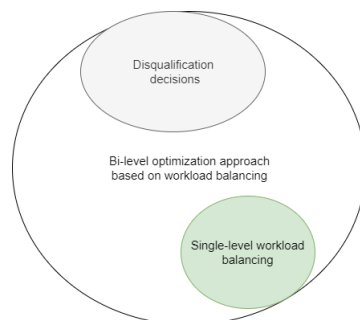 Disqualification
decisions
Bi-level optimization approach
based on workload balancing
Single-level workload
balancing